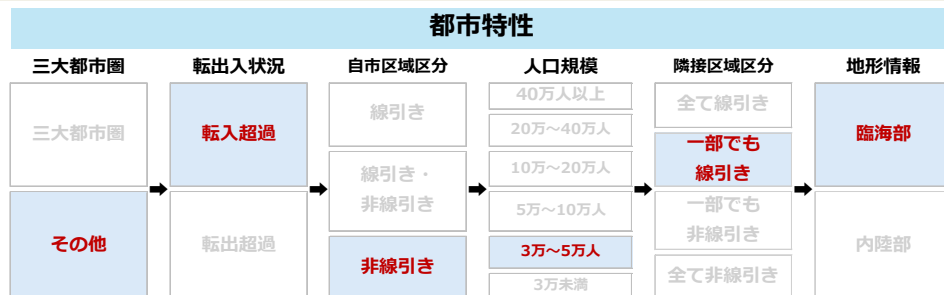 都市特性
三大都市圏
転出入状況
自市区域区分
人口規模
隣接区域区分
地形情報
三大都市圏
その他
転入超過
転出超過
線引き
線引き・
非線引き
非線引き
40万人以上
20万～40万人
10万～20万人
5万～10万人
3万～5万人
3万未満
全て線引き
一部でも
線引き
一部でも
非線引き
全て非線引き
臨海部
内陸部